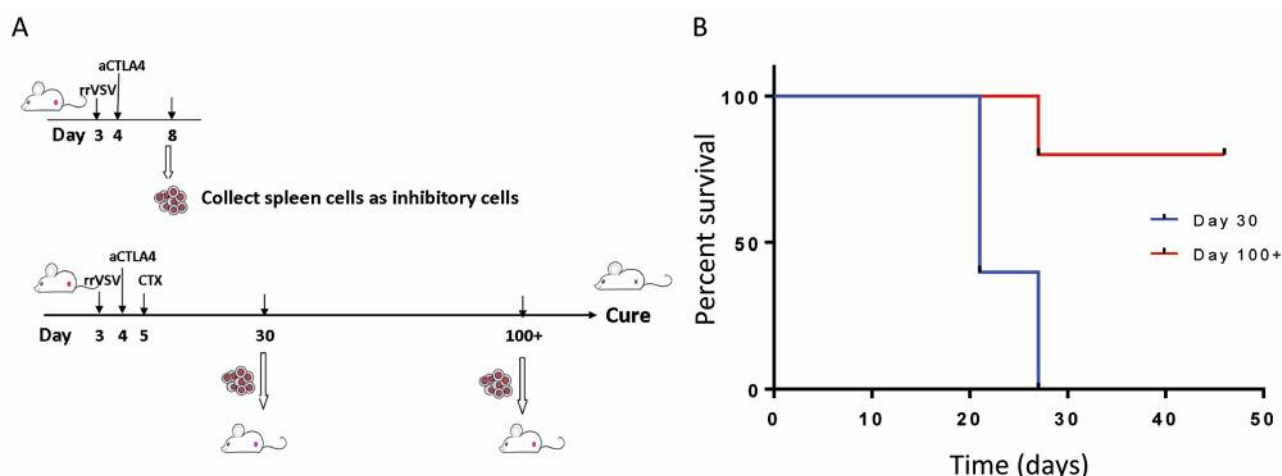 A
aCTLA4
rrVSV
Day 3 4 8
Collect spleen cells as inhibitory cells
aCTLA4
rrVSV CTX
Day 3 4 5 30 100+
Cure
B
Percent survival
100
50
0
0 10 20 30 40 50
Time (days)
Day 30
Day 100+